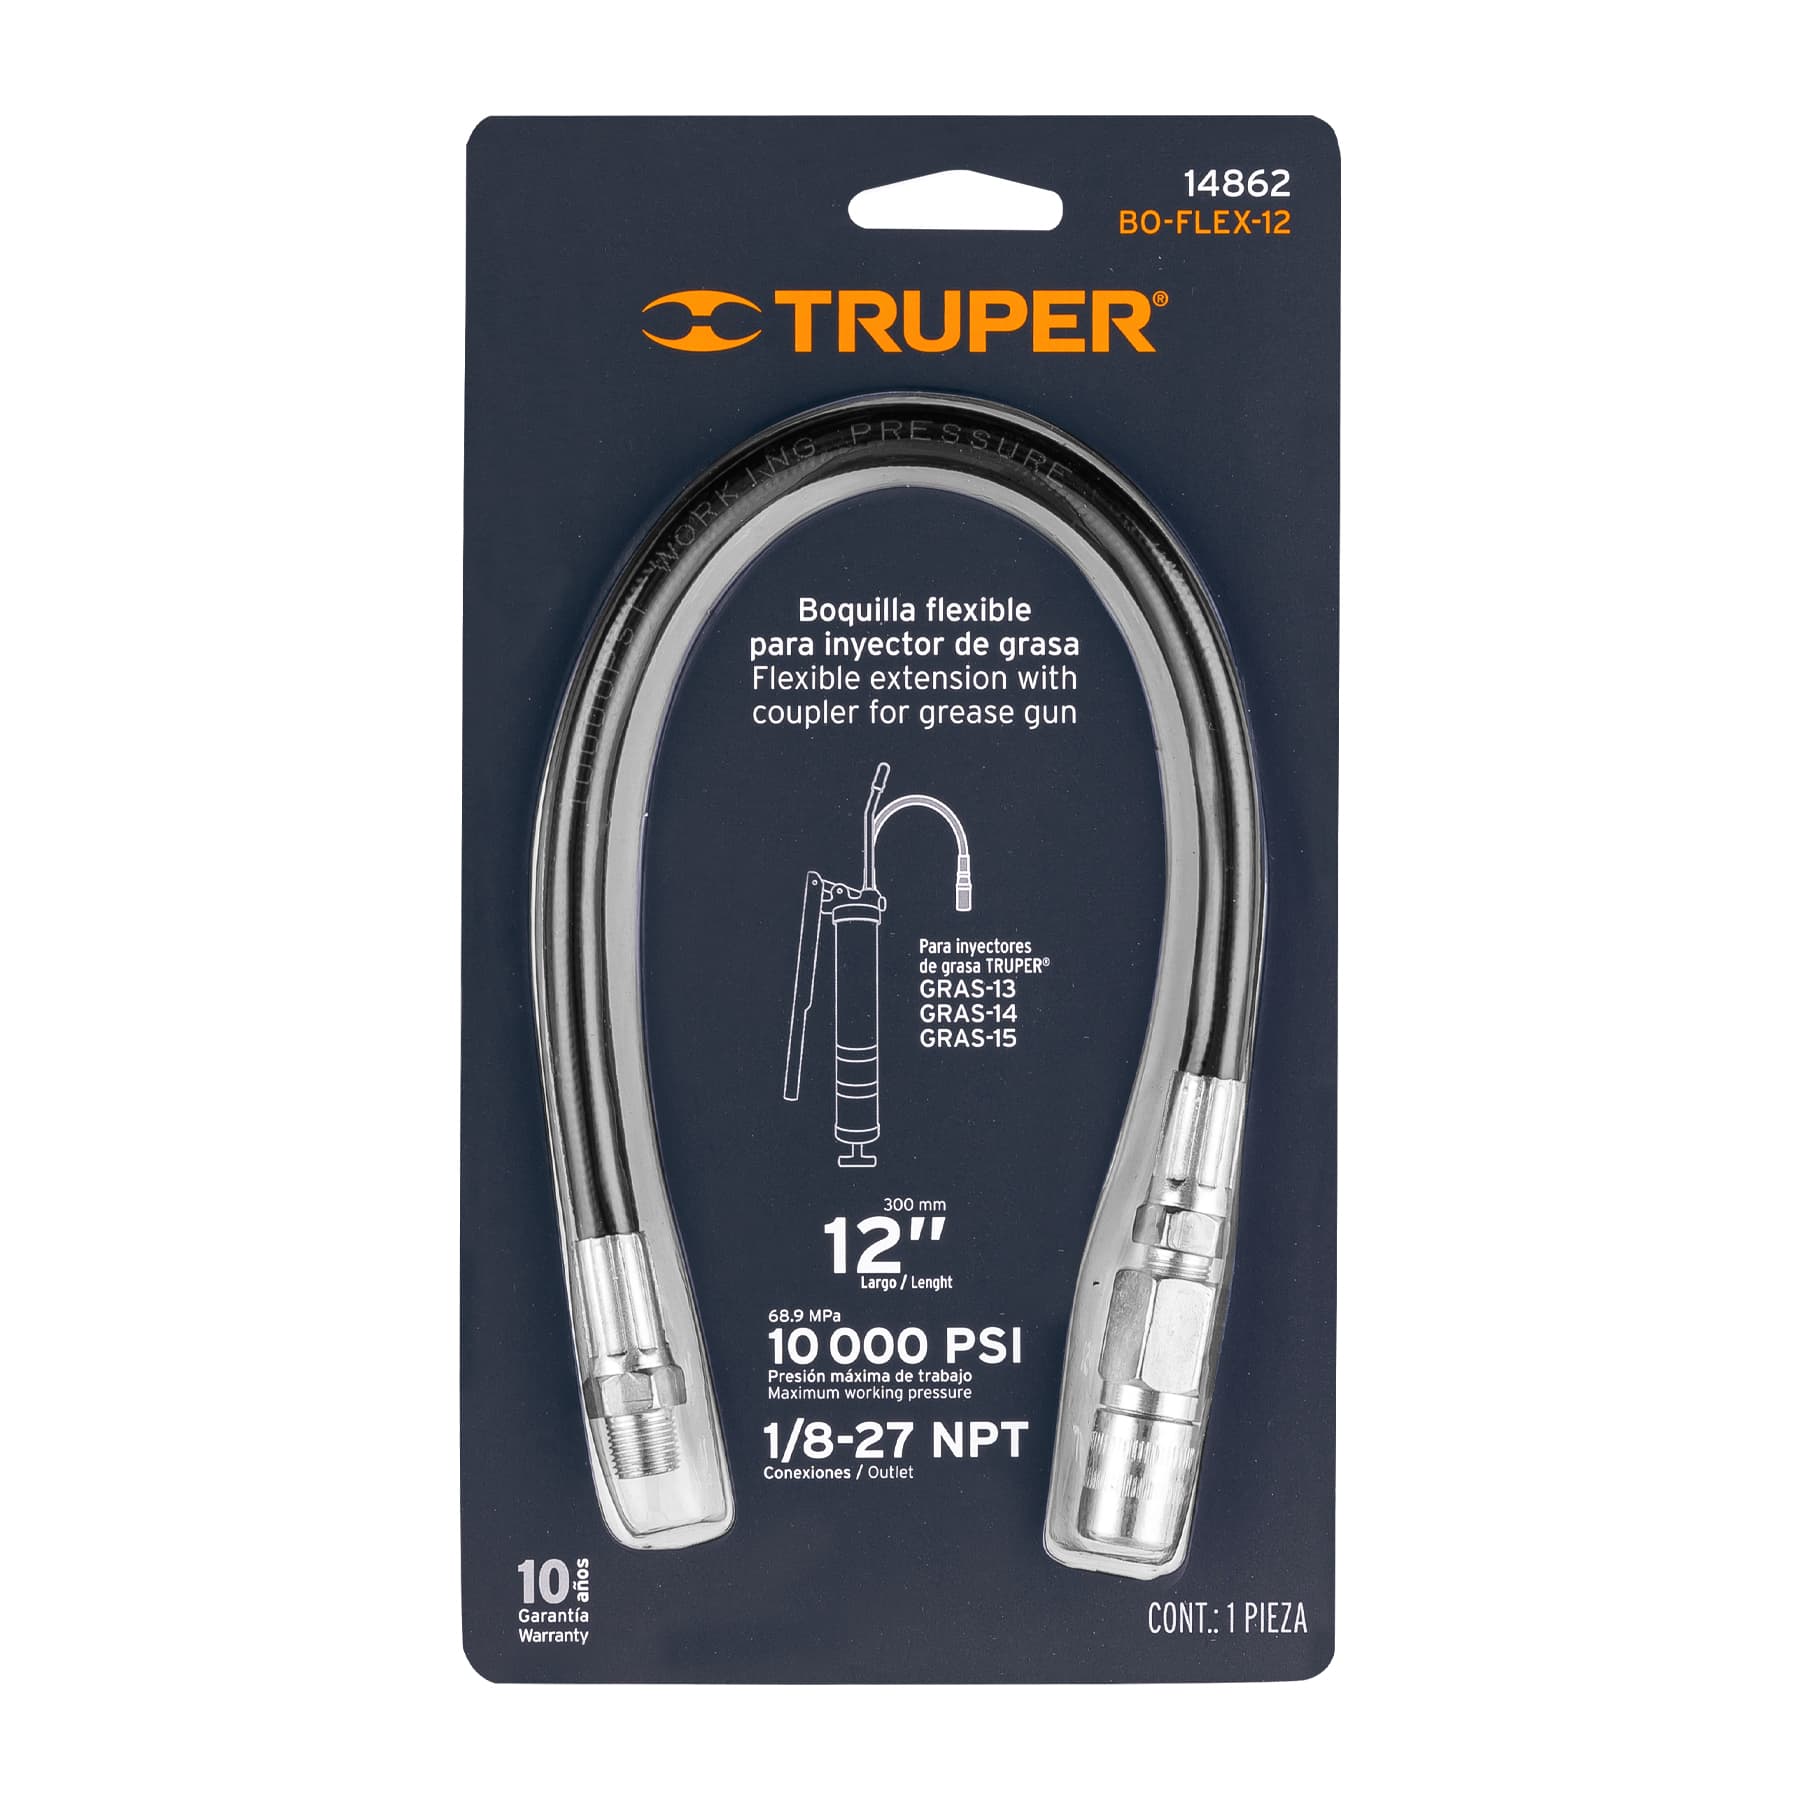 14862
BO-FLEX-12
TRUPER®
WORKING PRESSURE
Boquilla flexible
para inyector de grasa
Flexible extension with
coupler for grease gun
Para inyectores
de grasa TRUPER®
GRAS-13
GRAS-14
GRAS-15
300 mm
12"
Largo / Lenght
68.9 MPa
10 000 PSI
Presión máxima de trabajo
Maximum working pressure
1/8-27 NPT
Conexiones / Outlet
10 años
Garantía
Warranty
CONT.: 1 PIEZA